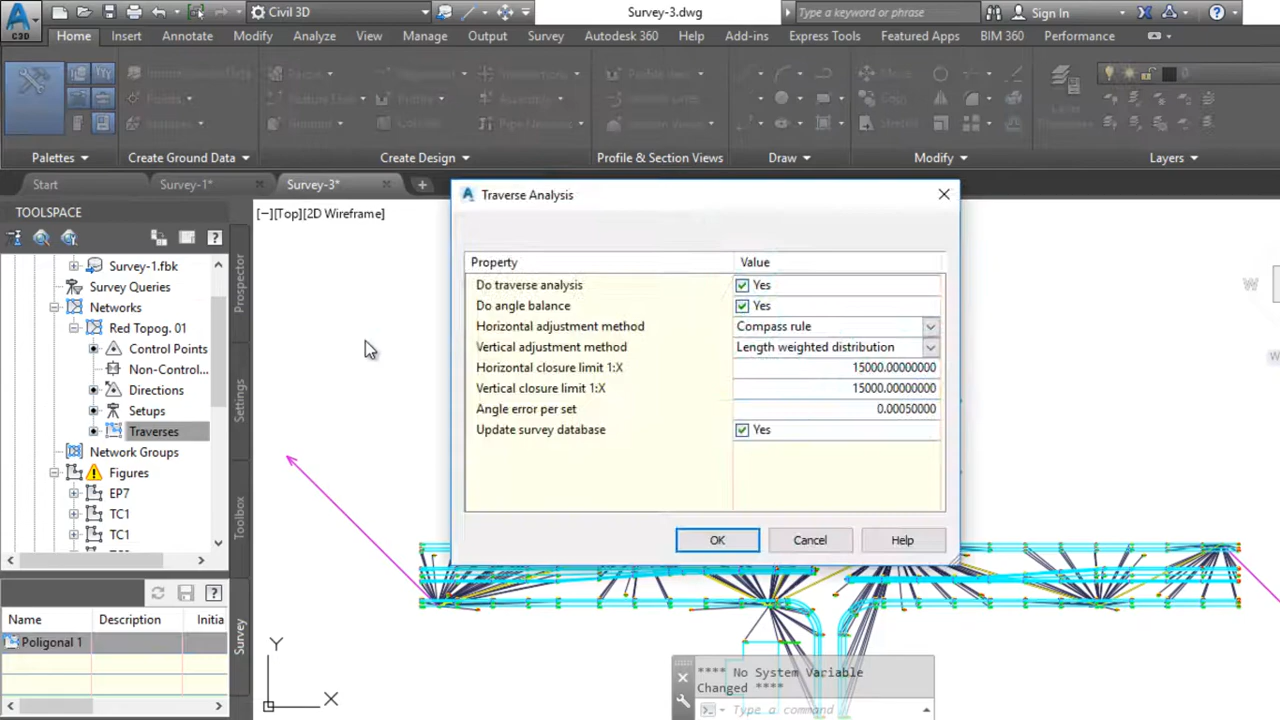 Civil 3D
Survey-3.dwg
Type a keyword or phrase
Sign In
A
C3D
Home Insert Annotate Modify Analyze View Manage Output Survey Autodesk 360 Help Add-ins Express Tools Featured Apps BIM 360 Performance
Palettes Create Ground Data Create Design Profile & Section Views Draw Modify Layers
Start Survey-1* Survey-3*
TOOLSPACE
[−][Top][2D Wireframe]
Survey-1.fbk
Survey Queries
Networks
Red Topog. 01
Control Points
Non-Control...
Directions
Setups
Traverses
Network Groups
Figures
EP7
TC1
TC1
Prospector
Settings
Toolbox
Survey
Name Description Initia
Poligonal 1
Traverse Analysis
Property Value
Do traverse analysis Yes
Do angle balance Yes
Horizontal adjustment method Compass rule
Vertical adjustment method Length weighted distribution
Horizontal closure limit 1:X 15000.00000000
Vertical closure limit 1:X 15000.00000000
Angle error per set 0.00050000
Update survey database Yes
OK Cancel Help
W
W
Y
X
**** No System Variable
Changed ****
Type a command